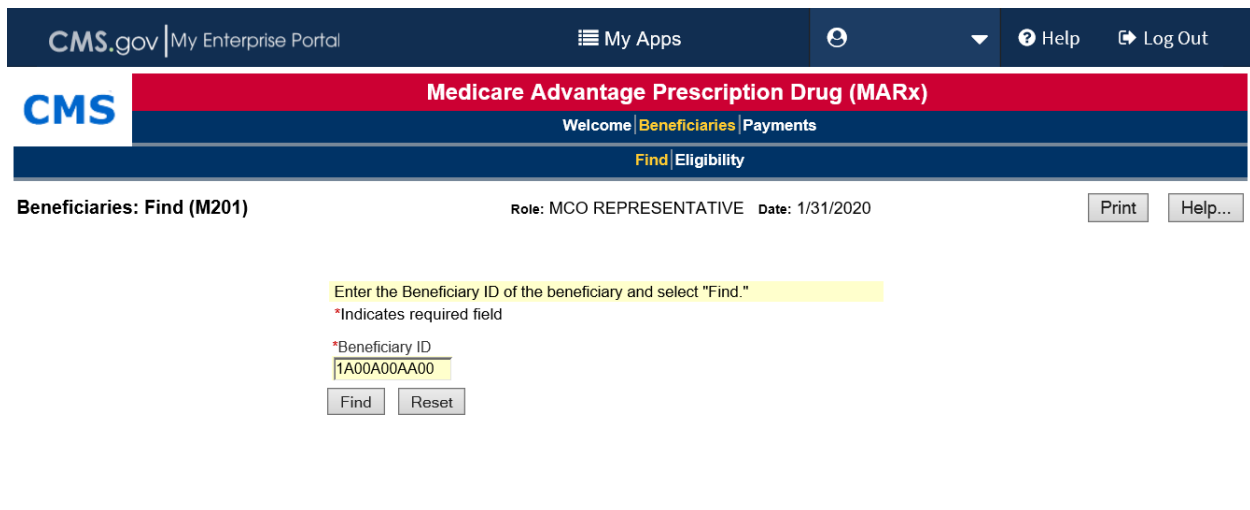 CMS.gov My Enterprise Portal My Apps Help Log Out
CMS
Medicare Advantage Prescription Drug (MARx)
Welcome|Beneficiaries|Payments
Find|Eligibility
Beneficiaries: Find (M201) Role: MCO REPRESENTATIVE Date: 1/31/2020 Print Help...
Enter the Beneficiary ID of the beneficiary and select "Find."
*Indicates required field
*Beneficiary ID
1A00A00AA00
Find Reset